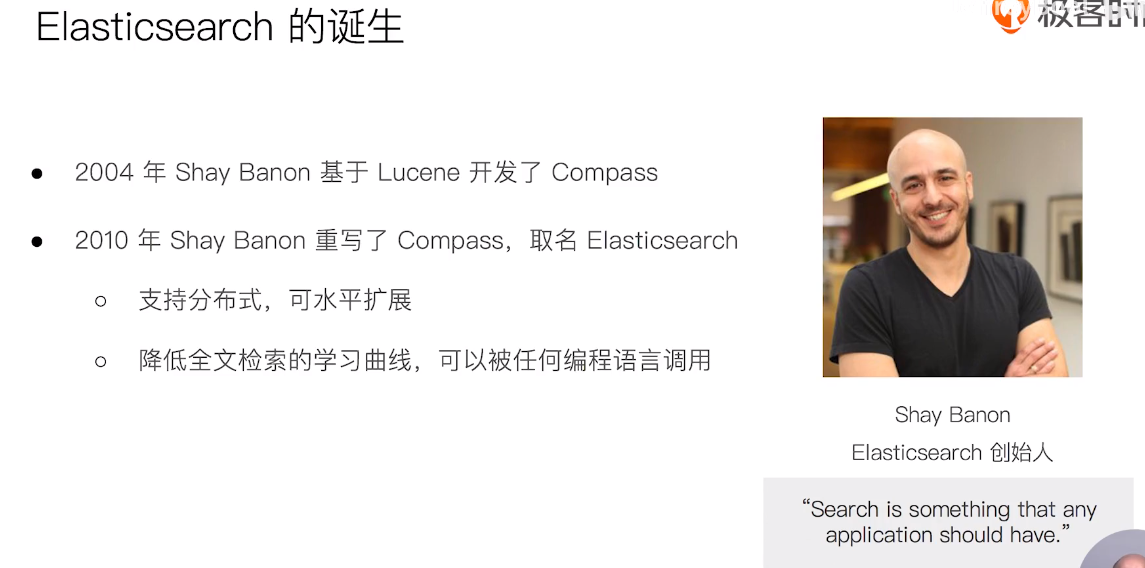 Elasticsearch 的诞生
极客时
2004 年 Shay Banon 基于 Lucene 开发了 Compass
2010 年 Shay Banon 重写了 Compass，取名 Elasticsearch
支持分布式，可水平扩展
降低全文检索的学习曲线，可以被任何编程语言调用
Shay Banon
Elasticsearch 创始人
“Search is something that any
application should have.”